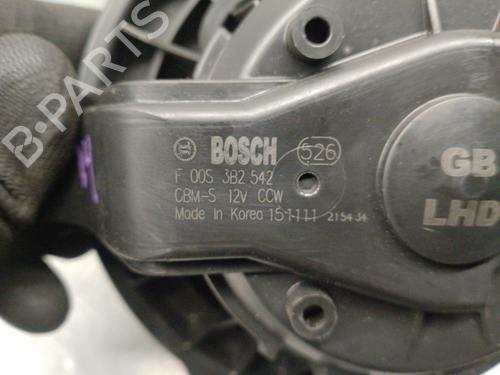 B-PARTS
BOSCH 526
F 00S 3B2 542
CBM-S 12V CCW
Made in Korea 151111 215434
GB
LHD